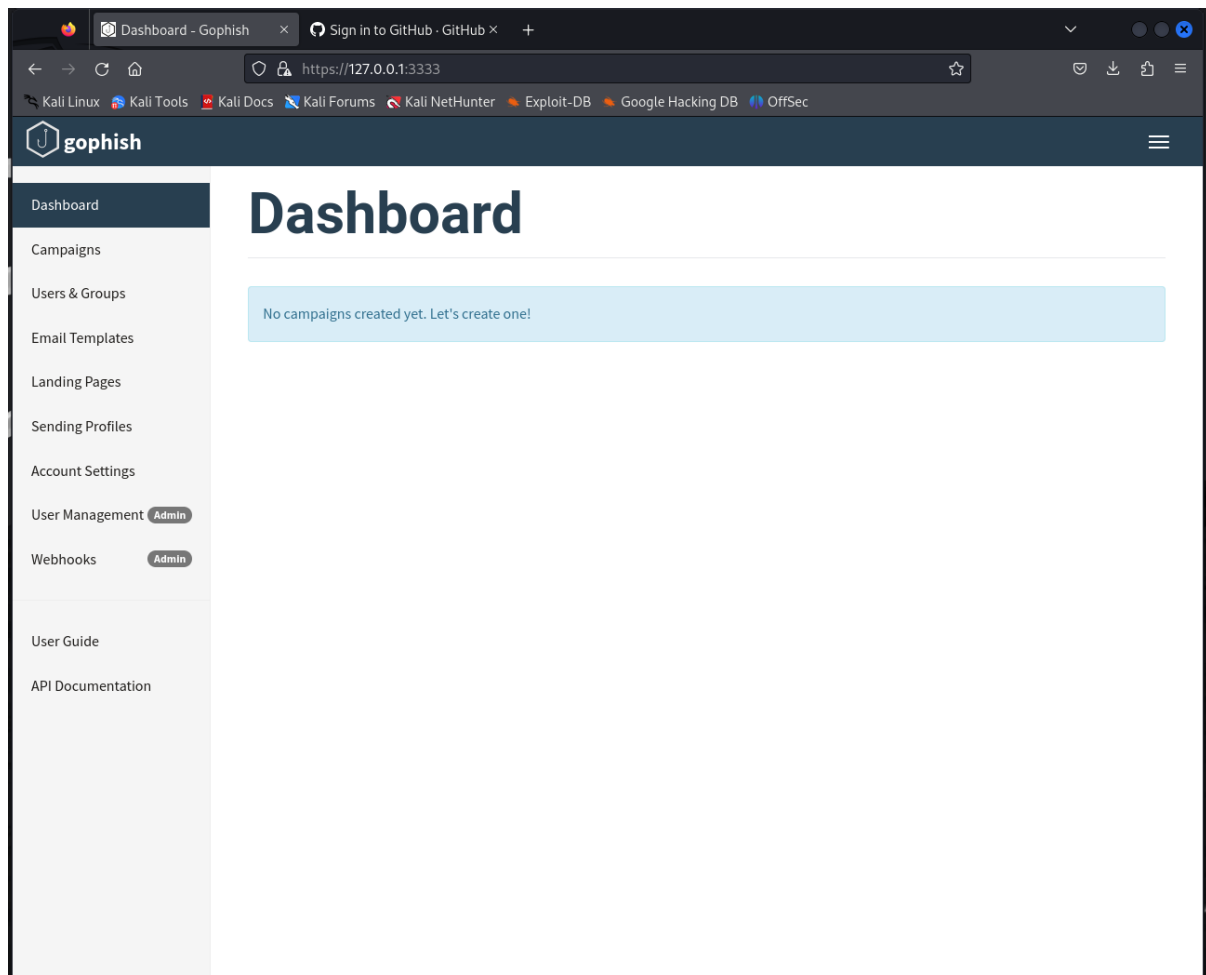 Dashboard - Gophish
Sign in to GitHub · GitHub
https://127.0.0.1:3333
Kali Linux Kali Tools Kali Docs Kali Forums Kali NetHunter Exploit-DB Google Hacking DB OffSec
gophish
Dashboard
Campaigns
Users & Groups
Email Templates
Landing Pages
Sending Profiles
Account Settings
User Management Admin
Webhooks Admin
User Guide
API Documentation
Dashboard
No campaigns created yet. Let's create one!